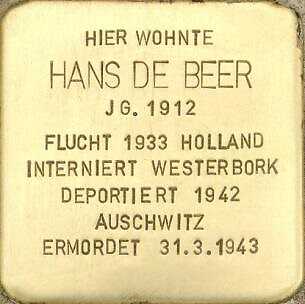 HIER WOHNTE
HANS DE BEER
JG. 1912
FLUCHT 1933 HOLLAND
INTERNIERT WESTERBORK
DEPORTIERT 1942
AUSCHWITZ
ERMORDET 31.3.1943